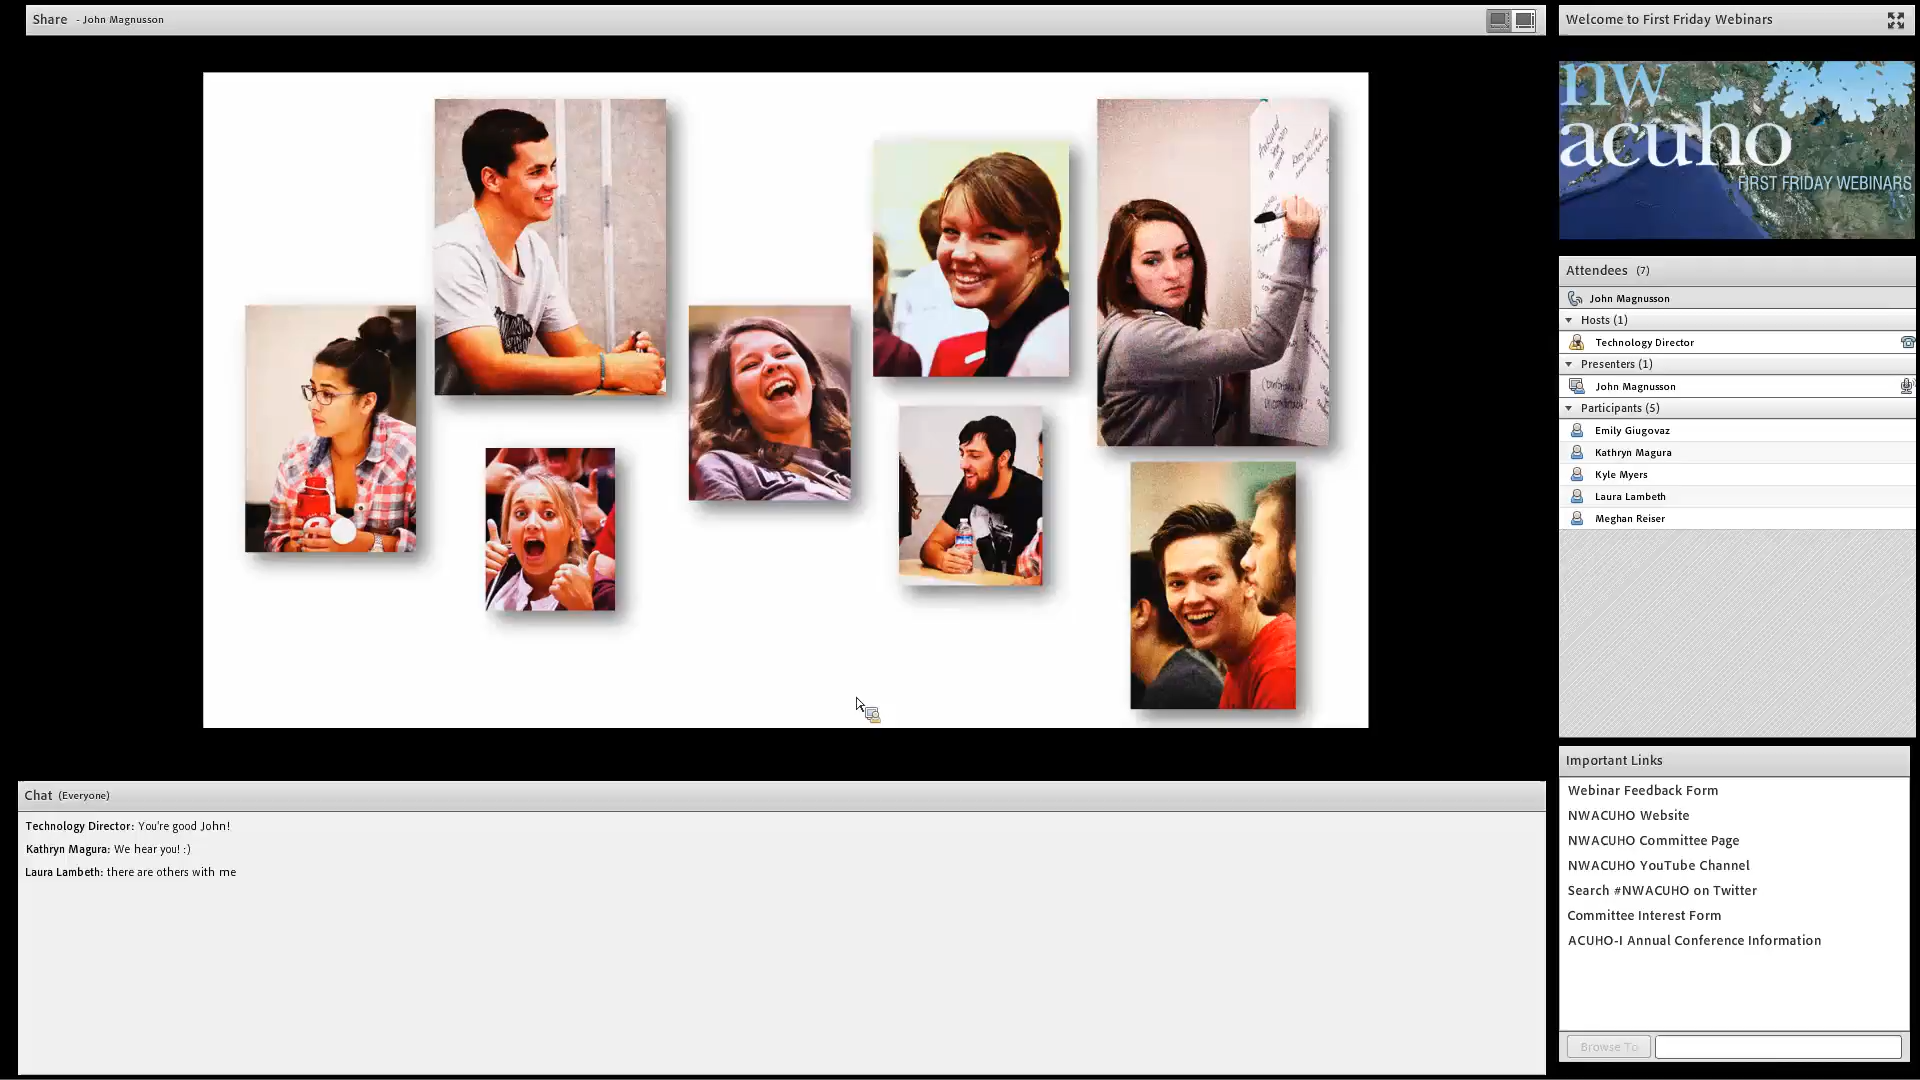 Share - John Magnusson
Welcome to First Friday Webinars
nw
acuho
FIRST FRIDAY WEBINARS
Attendees (7)
John Magnusson
Hosts (1)
Technology Director
Presenters (1)
John Magnusson
Participants (5)
Emily Giugovaz
Kathryn Magura
Kyle Myers
Laura Lambeth
Meghan Reiser
Important Links
Webinar Feedback Form
NWACUHO Website
NWACUHO Committee Page
NWACUHO YouTube Channel
Search #NWACUHO on Twitter
Committee Interest Form
ACUHO-I Annual Conference Information
Browse To
Chat (Everyone)
Technology Director: You're good John!
Kathryn Magura: We hear you! :)
Laura Lambeth: there are others with me